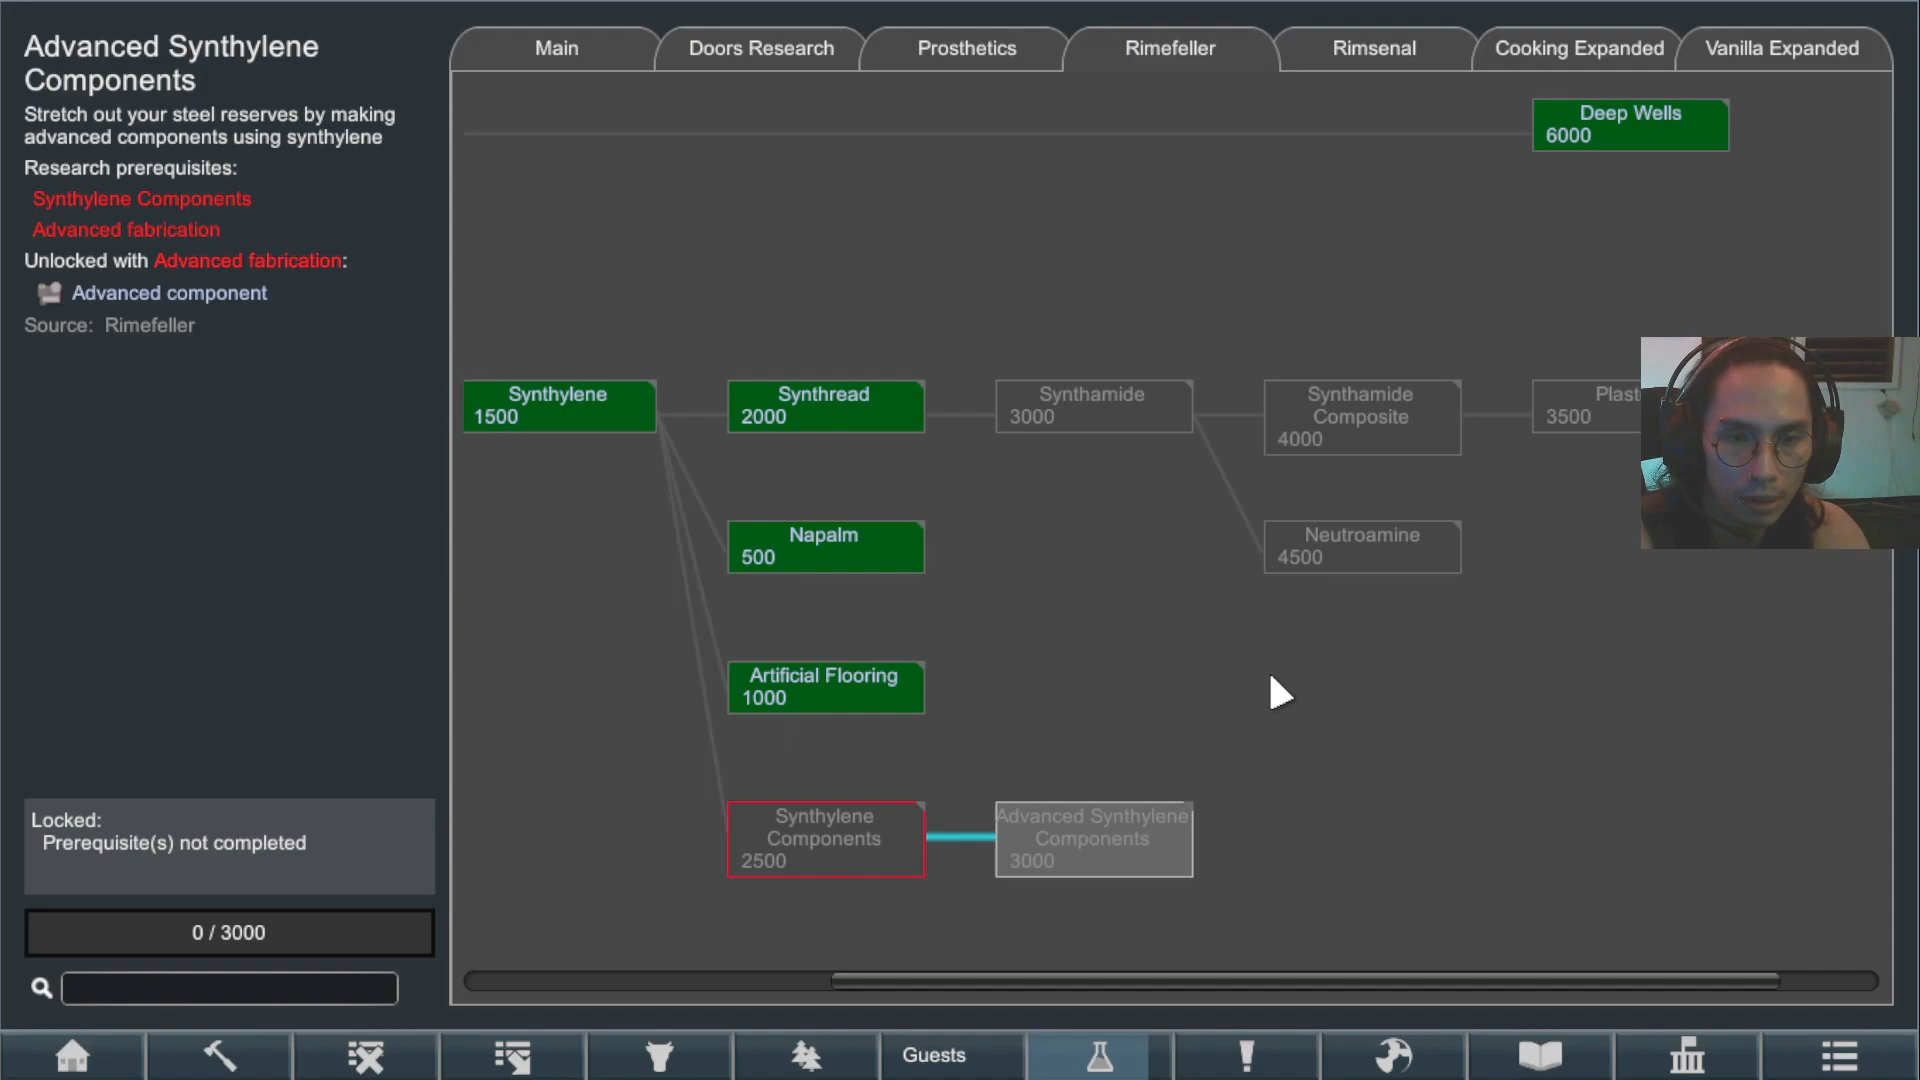 Advanced Synthylene
Components
Stretch out your steel reserves by making
advanced components using synthylene
Research prerequisites:
Synthylene Components
Advanced fabrication
Unlocked with Advanced fabrication:
Advanced component
Source: Rimefeller
Locked:
Prerequisite(s) not completed
0 / 3000
Main
Doors Research
Prosthetics
Rimefeller
Rimsenal
Cooking Expanded
Vanilla Expanded
Deep Wells
6000
Synthylene
1500
Synthread
2000
Synthamide
3000
Synthamide
Composite
4000
3500
Napalm
500
Neutroamine
4500
Artificial Flooring
1000
Synthylene
Components
2500
Advanced Synthylene
Components
3000
Guests